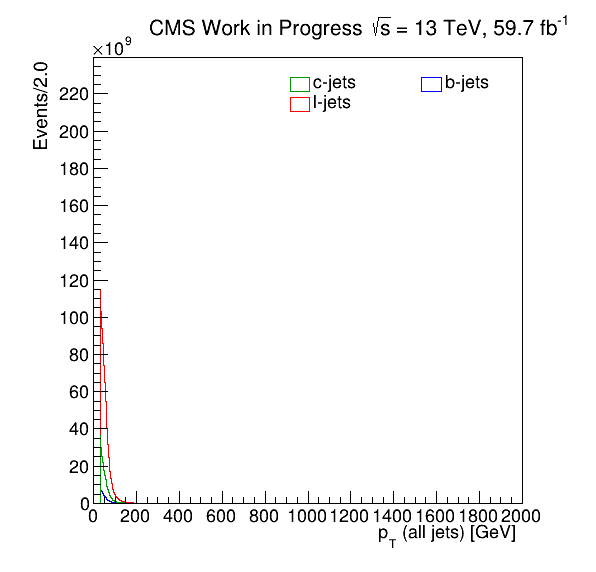 CMS Work in Progress √s = 13 TeV, 59.7 fb⁻¹
×10⁹
Events/2.0
c-jets b-jets
l-jets
220
200
180
160
140
120
100
80
60
40
20
0
0 200 400 600 800 1000 1200 1400 1600 1800 2000
p_T (all jets) [GeV]